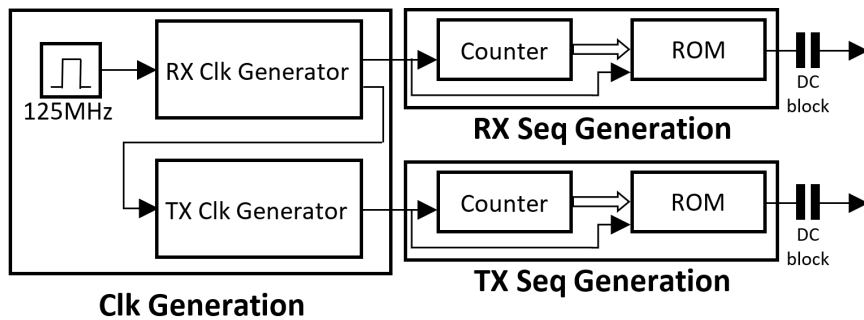 RX Clk Generator
125MHz
TX Clk Generator
Clk Generation
Counter
ROM
RX Seq Generation
DC
block
Counter
ROM
TX Seq Generation
DC
block